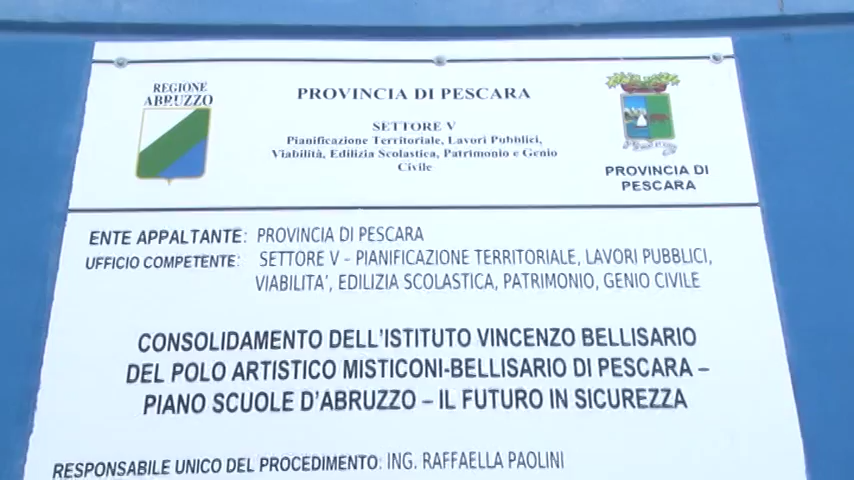 REGIONE
ABRUZZO
PROVINCIA DI PESCARA
SETTORE V
Pianificazione Territoriale, Lavori Pubblici,
Viabilità, Edilizia Scolastica, Patrimonio e Genio
Civile
PROVINCIA DI
PESCARA
ENTE APPALTANTE: PROVINCIA DI PESCARA
UFFICIO COMPETENTE: SETTORE V – PIANIFICAZIONE TERRITORIALE, LAVORI PUBBLICI,
VIABILITA', EDILIZIA SCOLASTICA, PATRIMONIO, GENIO CIVILE
CONSOLIDAMENTO DELL'ISTITUTO VINCENZO BELLISARIO
DEL POLO ARTISTICO MISTICONI-BELLISARIO DI PESCARA –
PIANO SCUOLE D'ABRUZZO – IL FUTURO IN SICUREZZA
RESPONSABILE UNICO DEL PROCEDIMENTO: ING. RAFFAELLA PAOLINI